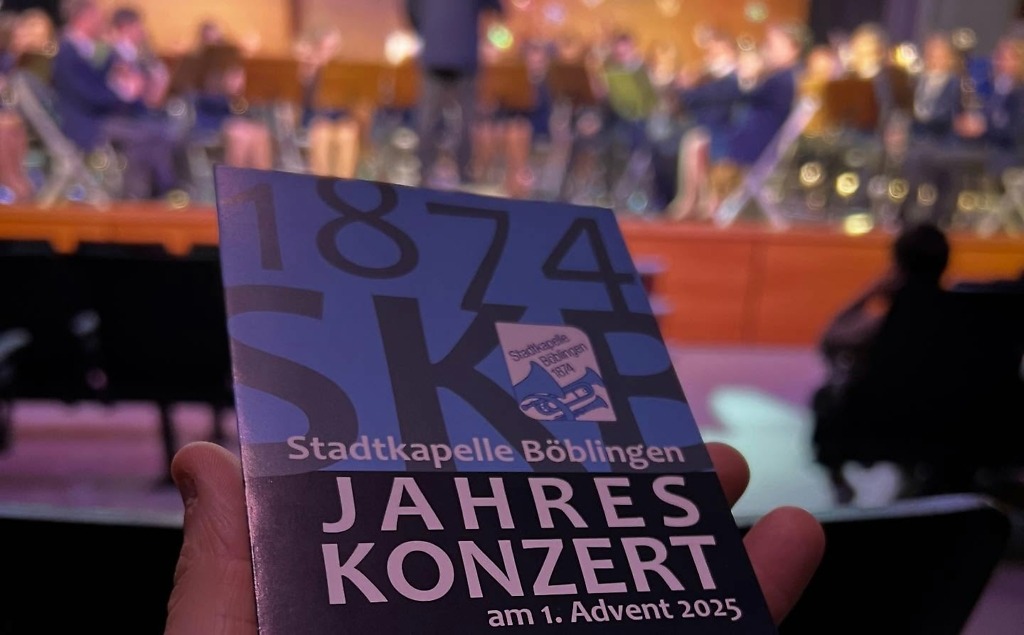 1874
SKB
Stadtkapelle
Böblingen
1874
Stadtkapelle Böblingen
JAHRES
KONZERT
am 1. Advent 2025